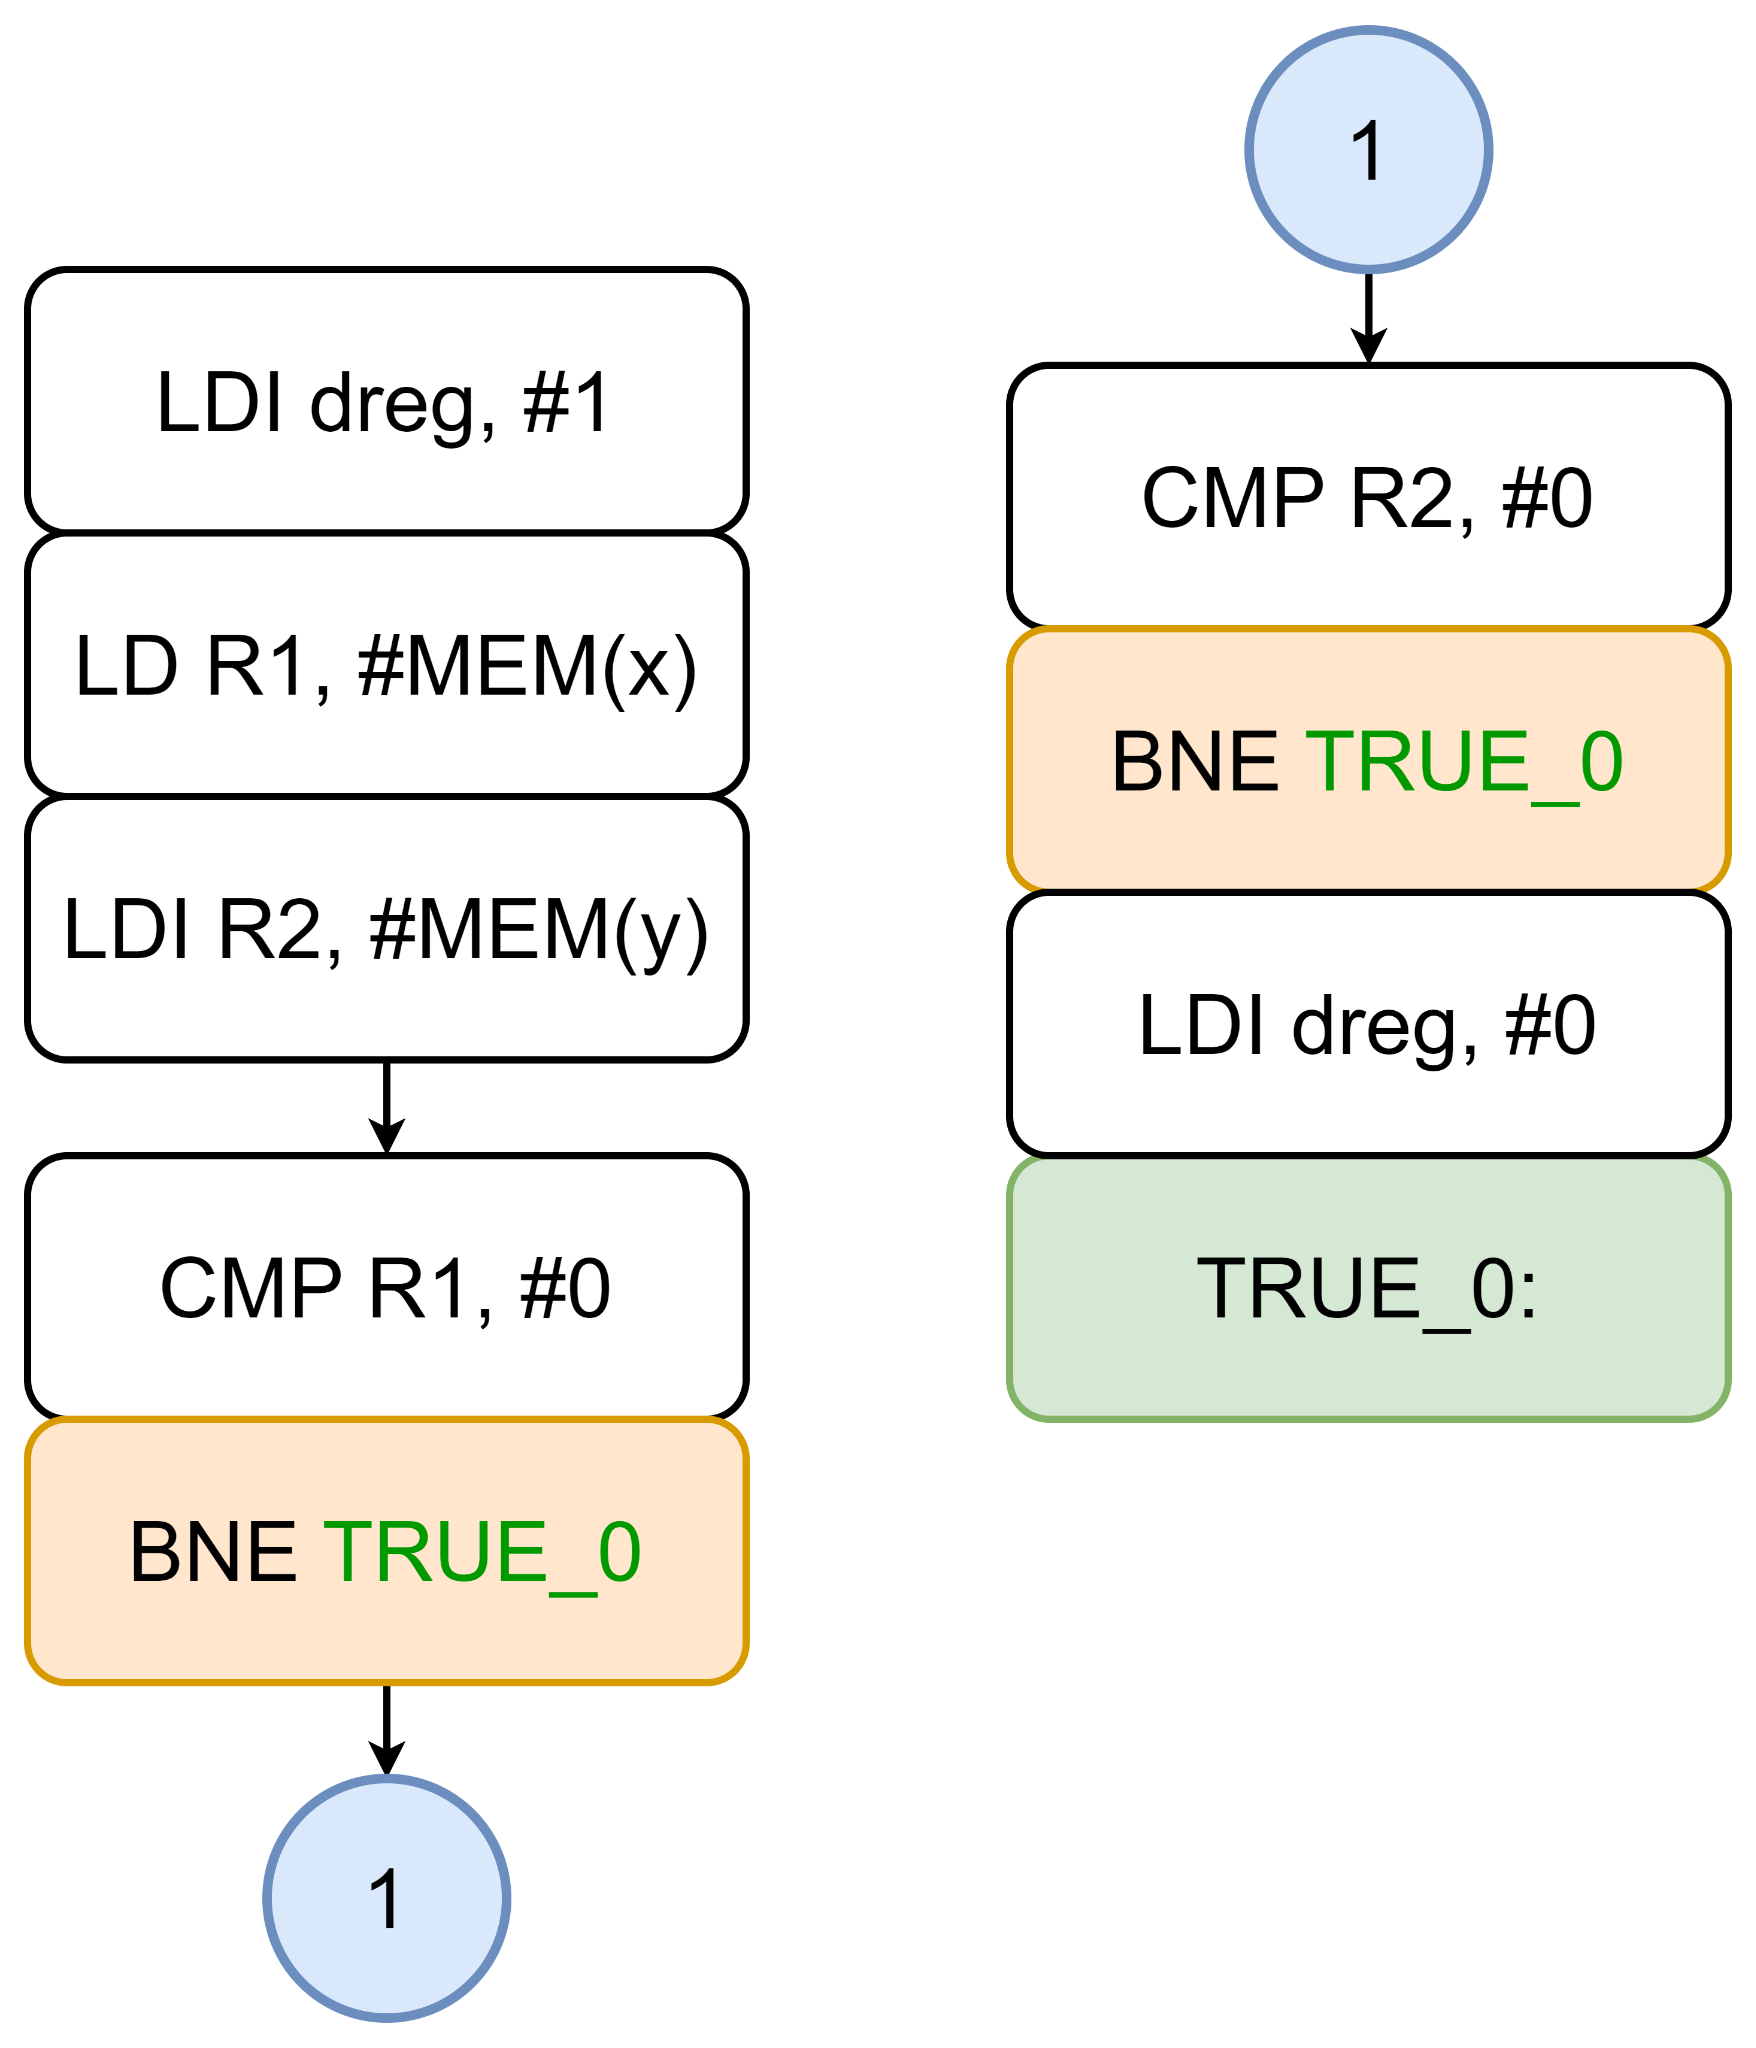 LDI dreg, #1
LD R1, #MEM(x)
LDI R2, #MEM(y)
CMP R1, #0
BNE TRUE_0
1
1
CMP R2, #0
BNE TRUE_0
LDI dreg, #0
TRUE_0: